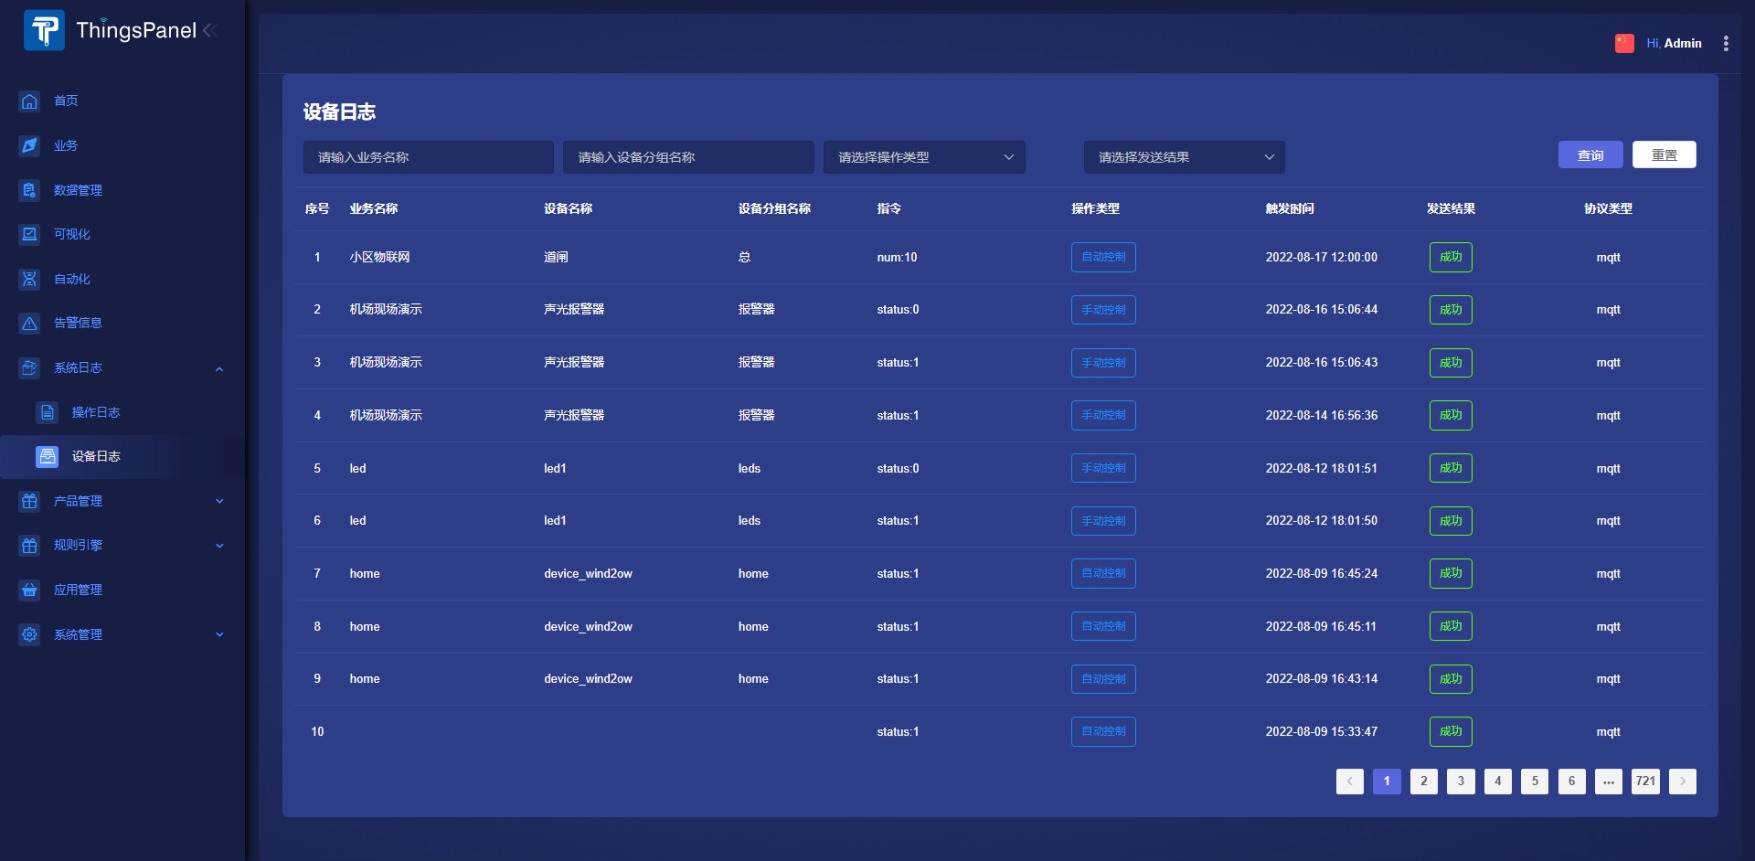 ThingsPanel
Hi, Admin
首页
业务
数据管理
可视化
自动化
告警信息
系统日志
操作日志
设备日志
产品管理
规则引擎
应用管理
系统管理
设备日志
请输入业务名称 请输入设备分组名称 请选择操作类型 请选择发送结果 查询 重置
序号 业务名称 设备名称 设备分组名称 指令 操作类型 触发时间 发送结果 协议类型
1 小区物联网 道闸 总 num:10 自动控制 2022-08-17 12:00:00 成功 mqtt
2 机场现场演示 声光报警器 报警器 status:0 手动控制 2022-08-16 15:06:44 成功 mqtt
3 机场现场演示 声光报警器 报警器 status:1 手动控制 2022-08-16 15:06:43 成功 mqtt
4 机场现场演示 声光报警器 报警器 status:1 手动控制 2022-08-14 16:56:36 成功 mqtt
5 led led1 leds status:0 手动控制 2022-08-12 18:01:51 成功 mqtt
6 led led1 leds status:1 手动控制 2022-08-12 18:01:50 成功 mqtt
7 home device_wind2ow home status:1 自动控制 2022-08-09 16:45:24 成功 mqtt
8 home device_wind2ow home status:1 自动控制 2022-08-09 16:45:11 成功 mqtt
9 home device_wind2ow home status:1 自动控制 2022-08-09 16:43:14 成功 mqtt
10 status:1 自动控制 2022-08-09 15:33:47 成功 mqtt
1 2 3 4 5 6 ... 721